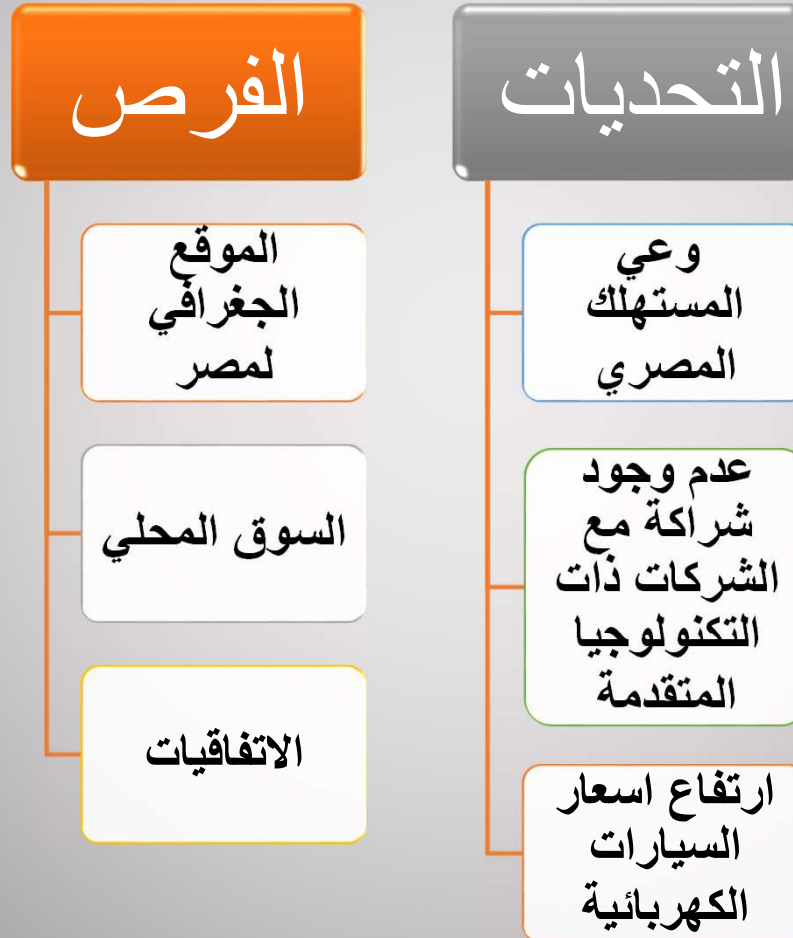 التحديات
وعي
المستهلك
المصري
عدم وجود
شراكة مع
الشركات ذات
التكنولوجيا
المتقدمة
ارتفاع اسعار
السيارات
الكهربائية
الفرص
الموقع
الجغرافي
لمصر
السوق المحلي
الاتفاقيات